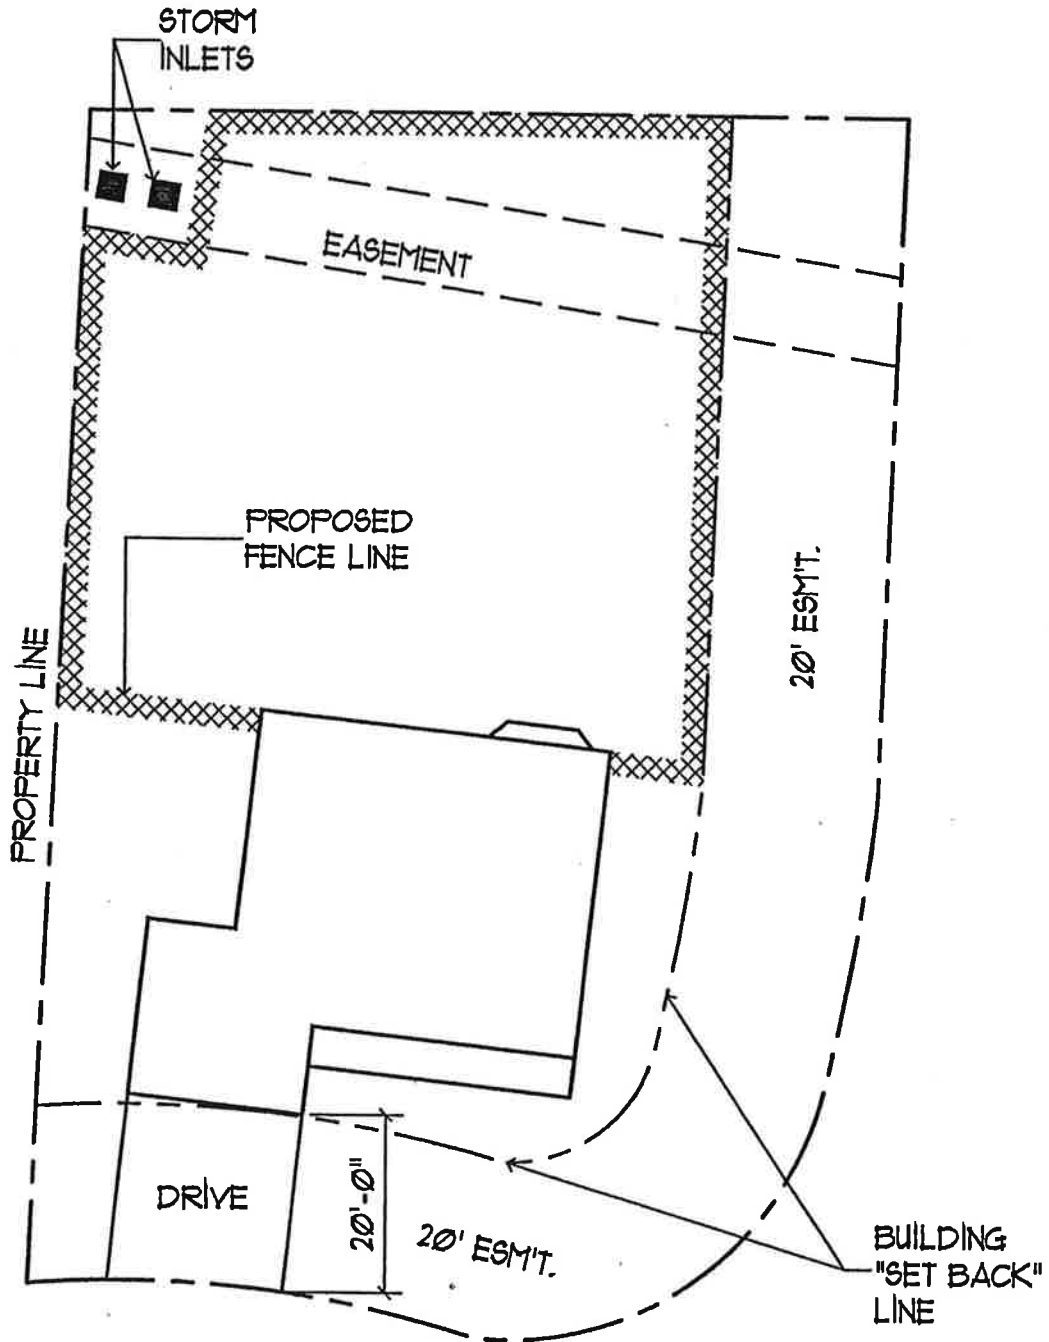 STORM
INLETS
EASEMENT
PROPOSED
FENCE LINE
20' ESM'T.
PROPERTY LINE
DRIVE
20'-0"
20' ESM'T.
BUILDING
"SET BACK"
LINE